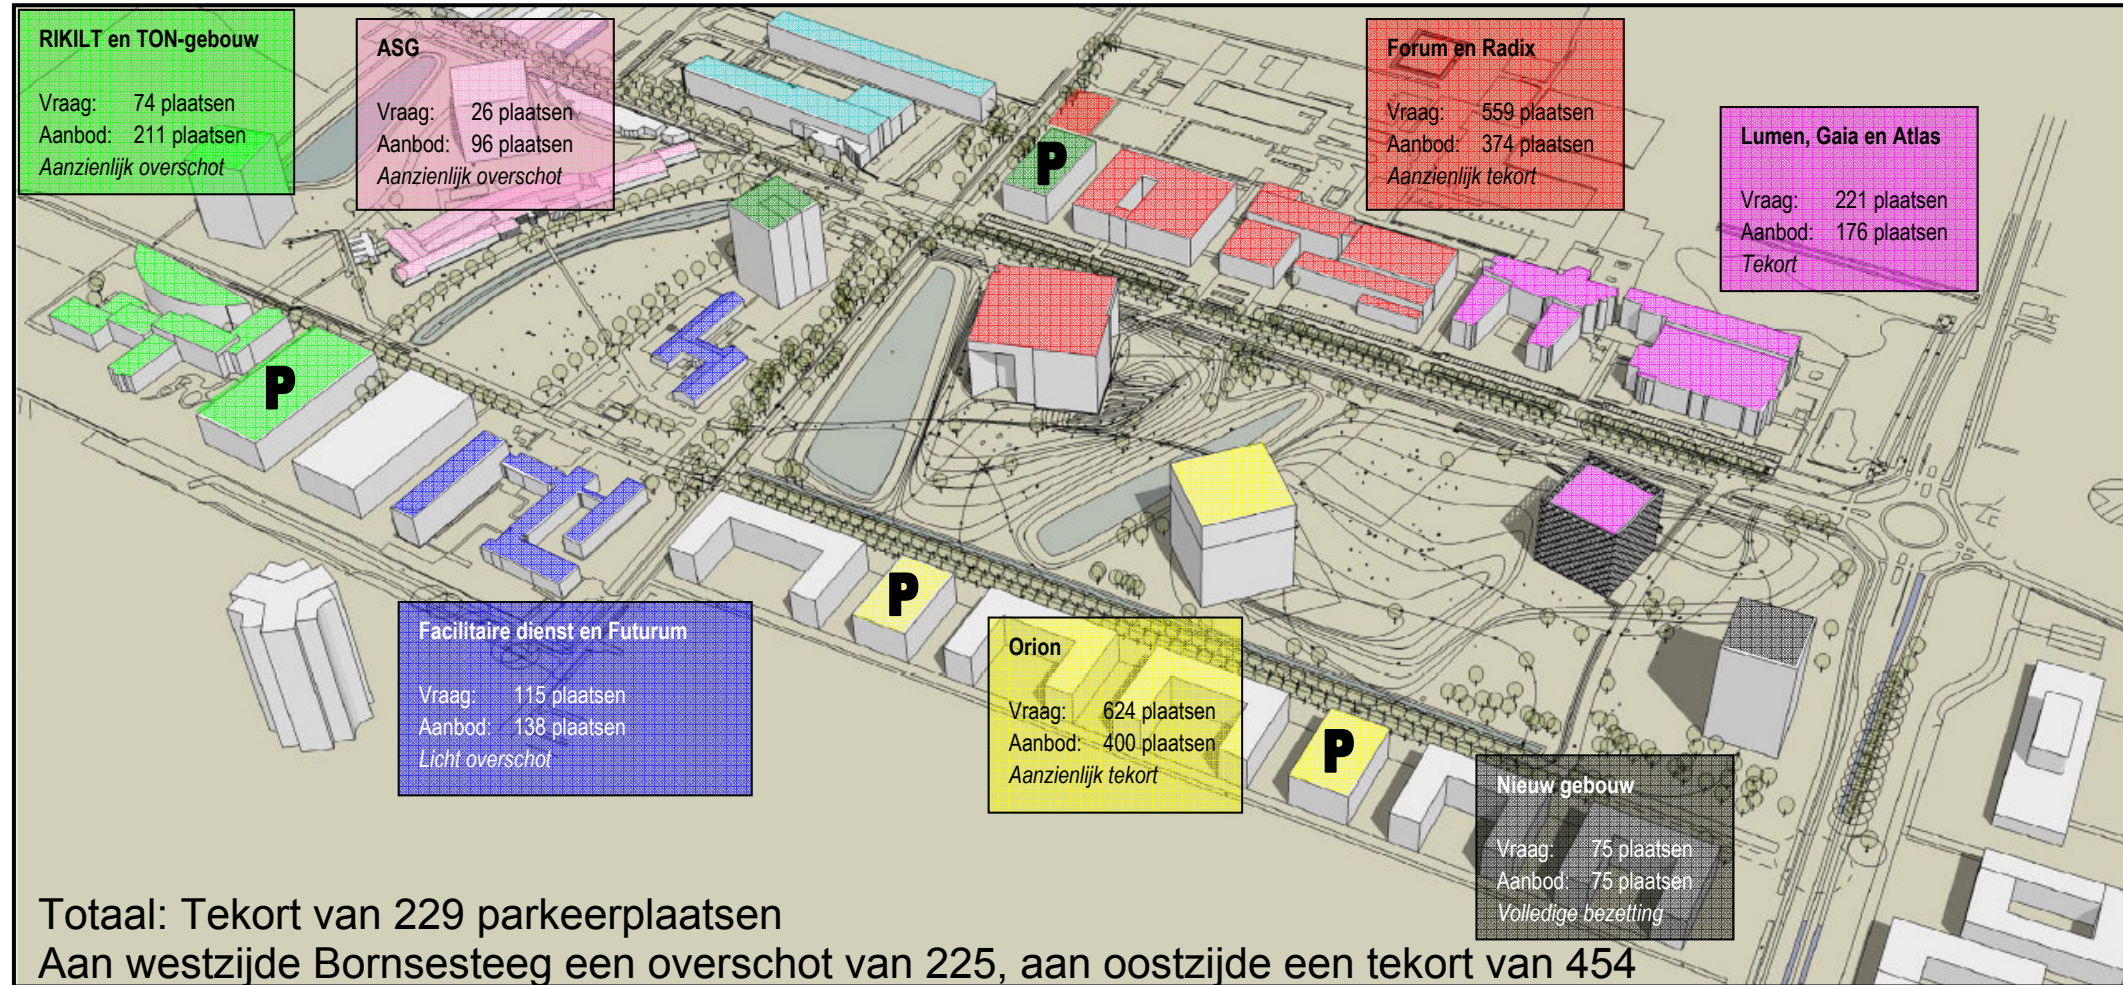 RIKILT en TON-gebouw
Vraag: 74 plaatsen
Aanbod: 211 plaatsen
Aanzienlijk overschot
ASG
Vraag: 26 plaatsen
Aanbod: 96 plaatsen
Aanzienlijk overschot
Forum en Radix
Vraag: 559 plaatsen
Aanbod: 374 plaatsen
Aanzienlijk tekort
Lumen, Gaia en Atlas
Vraag: 221 plaatsen
Aanbod: 176 plaatsen
Tekort
P
P
P
P
Facilitaire dienst en Futurum
Vraag: 115 plaatsen
Aanbod: 138 plaatsen
Licht overschot
Orion
Vraag: 624 plaatsen
Aanbod: 400 plaatsen
Aanzienlijk tekort
Nieuw gebouw
Vraag: 75 plaatsen
Aanbod: 75 plaatsen
Volledige bezetting
Totaal: Tekort van 229 parkeerplaatsen
Aan westzijde Bornsesteeg een overschot van 225, aan oostzijde een tekort van 454